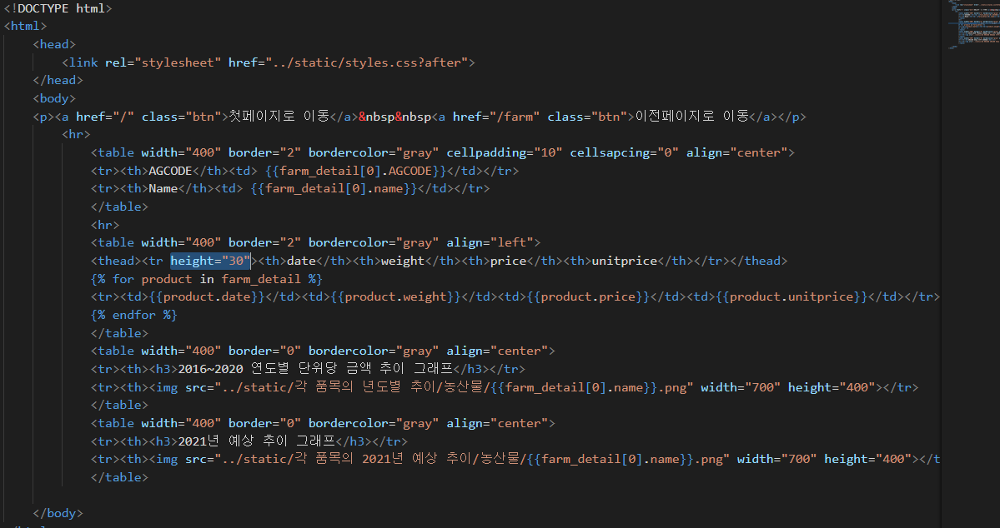 <!DOCTYPE html>
<html>
<head>
<link rel="stylesheet" href="../static/styles.css?after">
</head>
<body>
<p><a href="/" class="btn">첫페이지로 이동</a>&nbsp&nbsp<a href="/farm" class="btn">이전페이지로 이동</a></p>
<hr>
<table width="400" border="2" bordercolor="gray" cellpadding="10" cellsapcing="0" align="center">
<tr><th>AGCODE</th><td> {{farm_detail[0].AGCODE}}</td></tr>
<tr><th>Name</th><td> {{farm_detail[0].name}}</td></tr>
</table>
<hr>
<table width="400" border="2" bordercolor="gray" align="left">
<thead><tr height="30"><th>date</th><th>weight</th><th>price</th><th>unitprice</th></tr></thead>
{% for product in farm_detail %}
<tr><td>{{product.date}}</td><td>{{product.weight}}</td><td>{{product.price}}</td><td>{{product.unitprice}}</td></tr>
{% endfor %}
</table>
<table width="400" border="0" bordercolor="gray" align="center">
<tr><th><h3>2016~2020 연도별 단위당 금액 추이 그래프</h3></tr>
<tr><th><img src="../static/각 품목의 년도별 추이/농산물/{{farm_detail[0].name}}.png" width="700" height="400"></tr>
</table>
<table width="400" border="0" bordercolor="gray" align="center">
<tr><th><h3>2021년 예상 추이 그래프</h3></tr>
<tr><th><img src="../static/각 품목의 2021년 예상 추이/농산물/{{farm_detail[0].name}}.png" width="700" height="400"></t
</table>
</body>